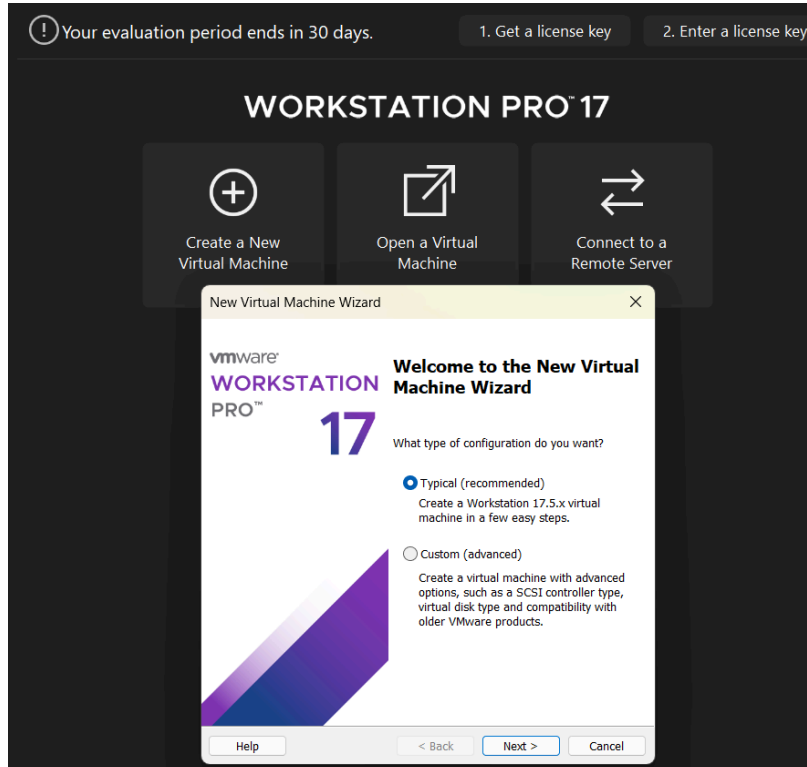 Your evaluation period ends in 30 days.
1. Get a license key
2. Enter a license key
WORKSTATION PRO™ 17
Create a New
Virtual Machine
Open a Virtual
Machine
Connect to a
Remote Server
New Virtual Machine Wizard
vmware®
WORKSTATION
PRO™
17
Welcome to the New Virtual
Machine Wizard
What type of configuration do you want?
Typical (recommended)
Create a Workstation 17.5.x virtual
machine in a few easy steps.
Custom (advanced)
Create a virtual machine with advanced
options, such as a SCSI controller type,
virtual disk type and compatibility with
older VMware products.
Help
< Back
Next >
Cancel